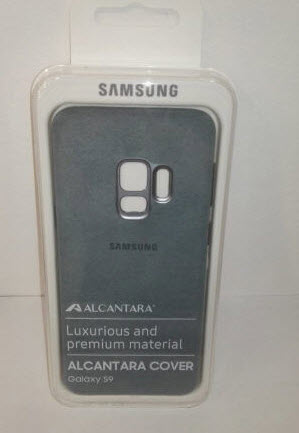 SAMSUNG
SAMSUNG
ALCANTARA®
Luxurious and
premium material
ALCANTARA COVER
Galaxy S9